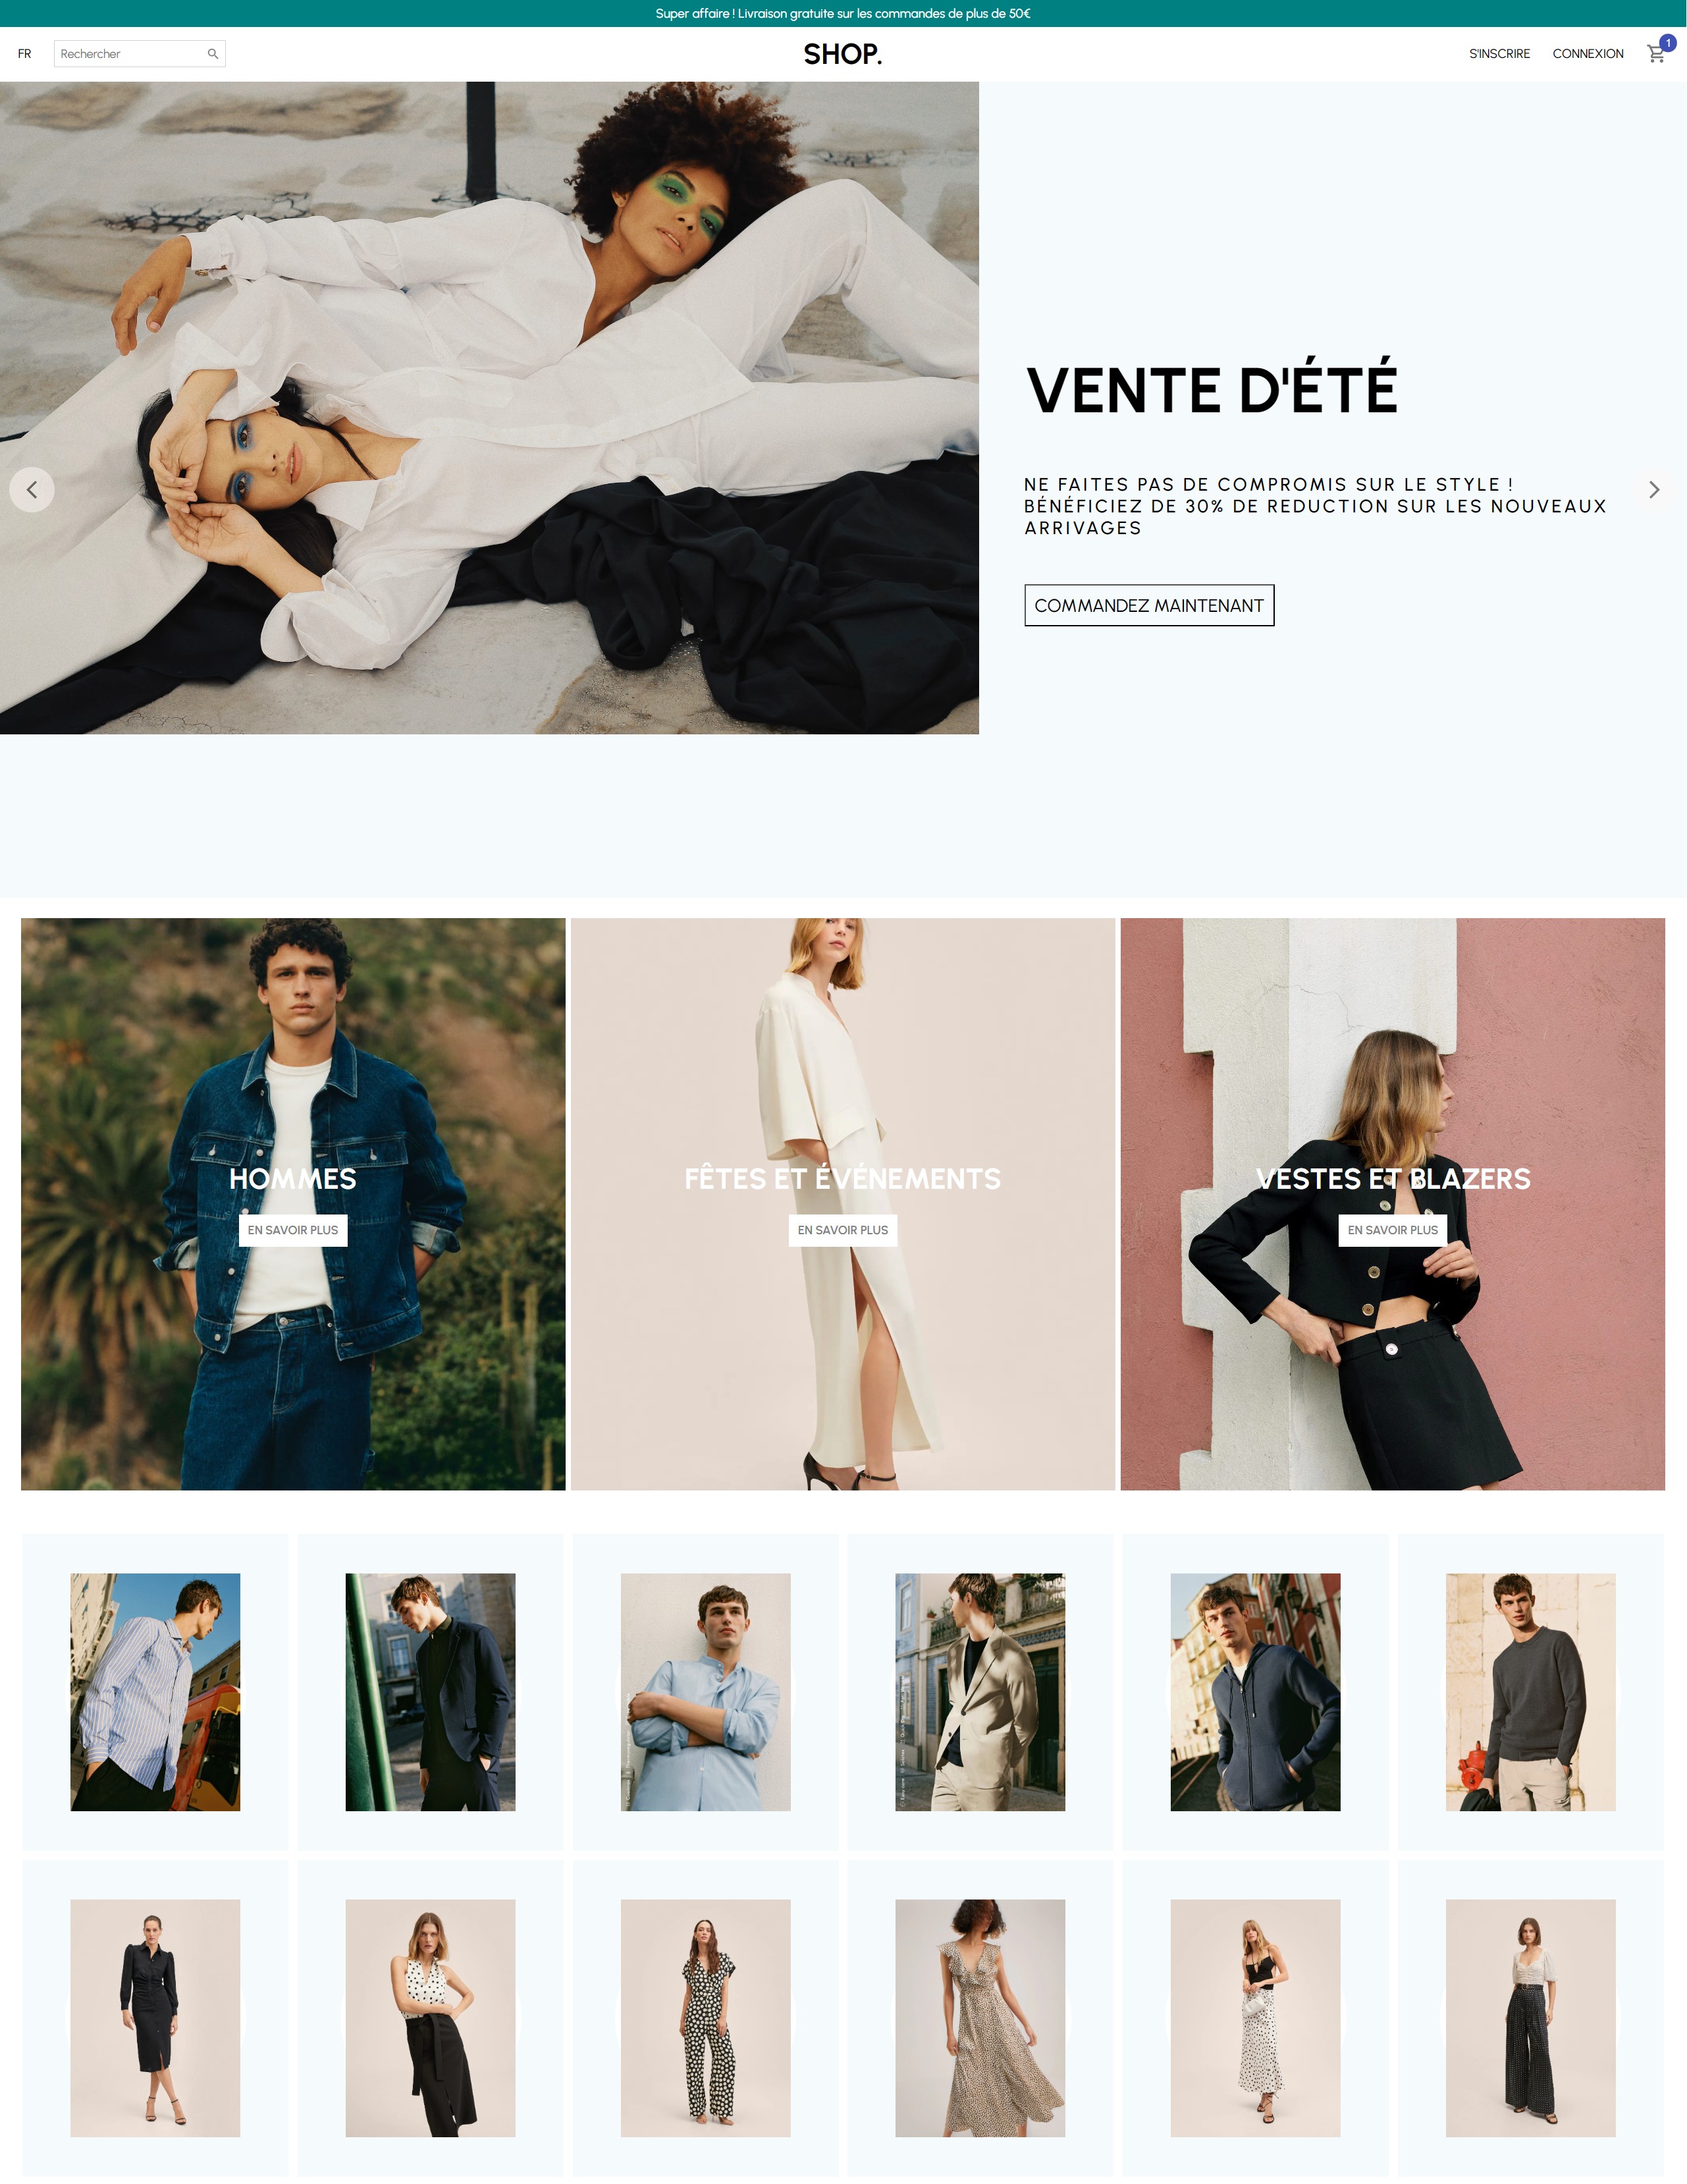 Super affaire ! Livraison gratuite sur les commandes de plus de 50€
FR
Rechercher
SHOP.
S'INSCRIRE
CONNEXION
1
VENTE D'ÉTÉ
NE FAITES PAS DE COMPROMIS SUR LE STYLE !
BÉNÉFICIEZ DE 30% DE REDUCTION SUR LES NOUVEAUX
ARRIVAGES
COMMANDEZ MAINTENANT
HOMMES
EN SAVOIR PLUS
FÊTES ET ÉVÉNEMENTS
EN SAVOIR PLUS
VESTES ET BLAZERS
EN SAVOIR PLUS